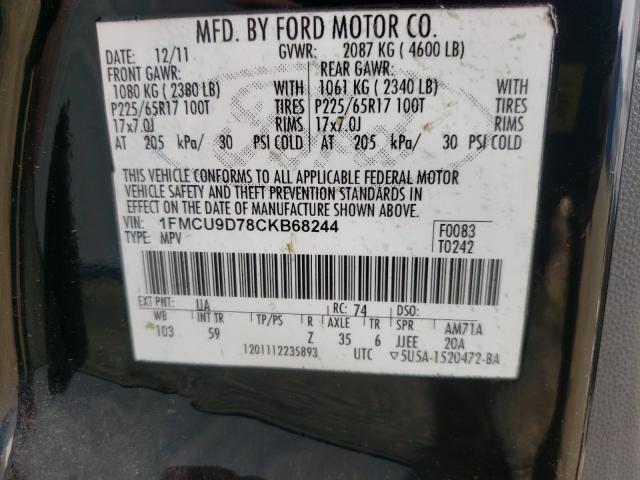 MFD. BY FORD MOTOR CO.
DATE: 12/11 GVWR: 2087 KG ( 4600 LB)
FRONT GAWR: REAR GAWR:
1080 KG ( 2380 LB) WITH 1061 KG ( 2340 LB) WITH
P225/65R17 100T TIRES P225/65R17 100T TIRES
17x7.0J RIMS 17x7.0J RIMS
AT 205 kPa/ 30 PSI COLD AT 205 kPa/ 30 PSI COLD
THIS VEHICLE CONFORMS TO ALL APPLICABLE FEDERAL MOTOR
VEHICLE SAFETY AND THEFT PREVENTION STANDARDS IN
EFFECT ON THE DATE OF MANUFACTURE SHOWN ABOVE.
VIN: 1FMCU9D78CKB68244 F0083
TYPE: MPV T0242
EXT PNT: UA RC: 74 DSO:
WB INT TR TP/PS R AXLE TR SPR AM71A
103 59 Z 35 6 JJEE 20A
1201112235893 UTC ▽5U5A-1520472-BA